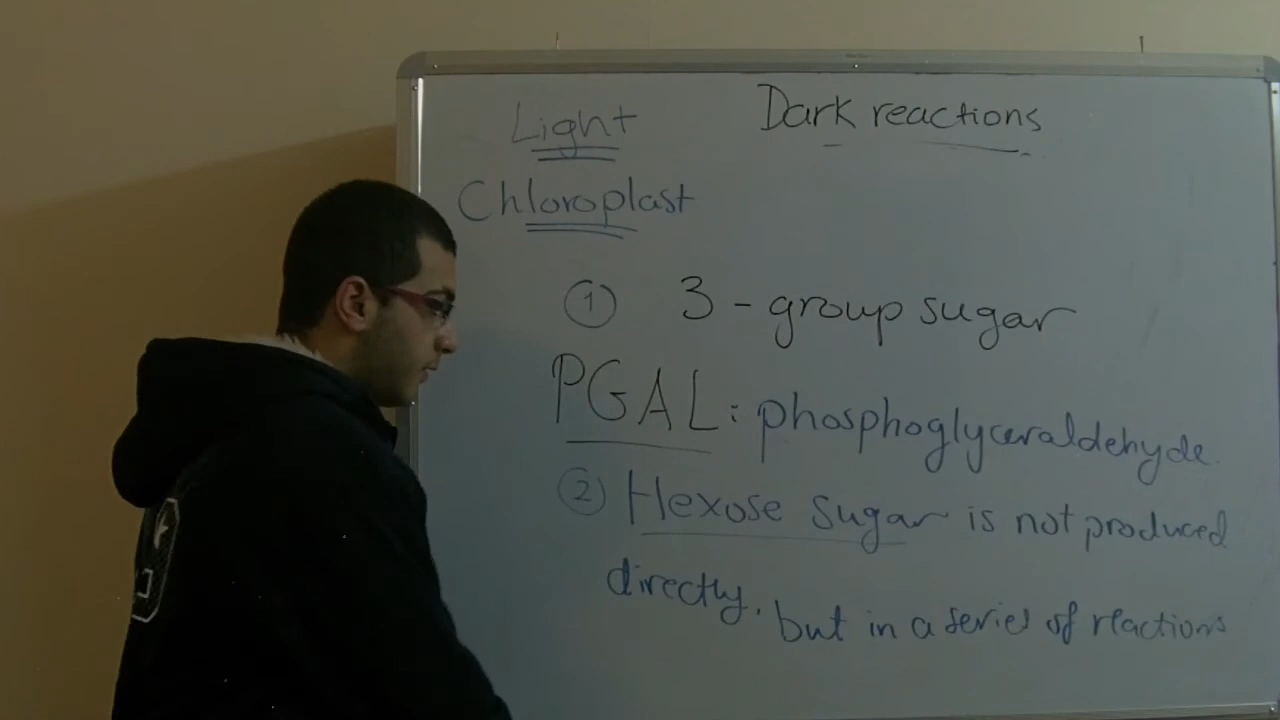 Light
Dark reactions
Chloroplast
① 3-group sugar
PGAL: phosphoglyceraldehyde.
② Hexose sugar is not produced
directly, but in a series of reactions